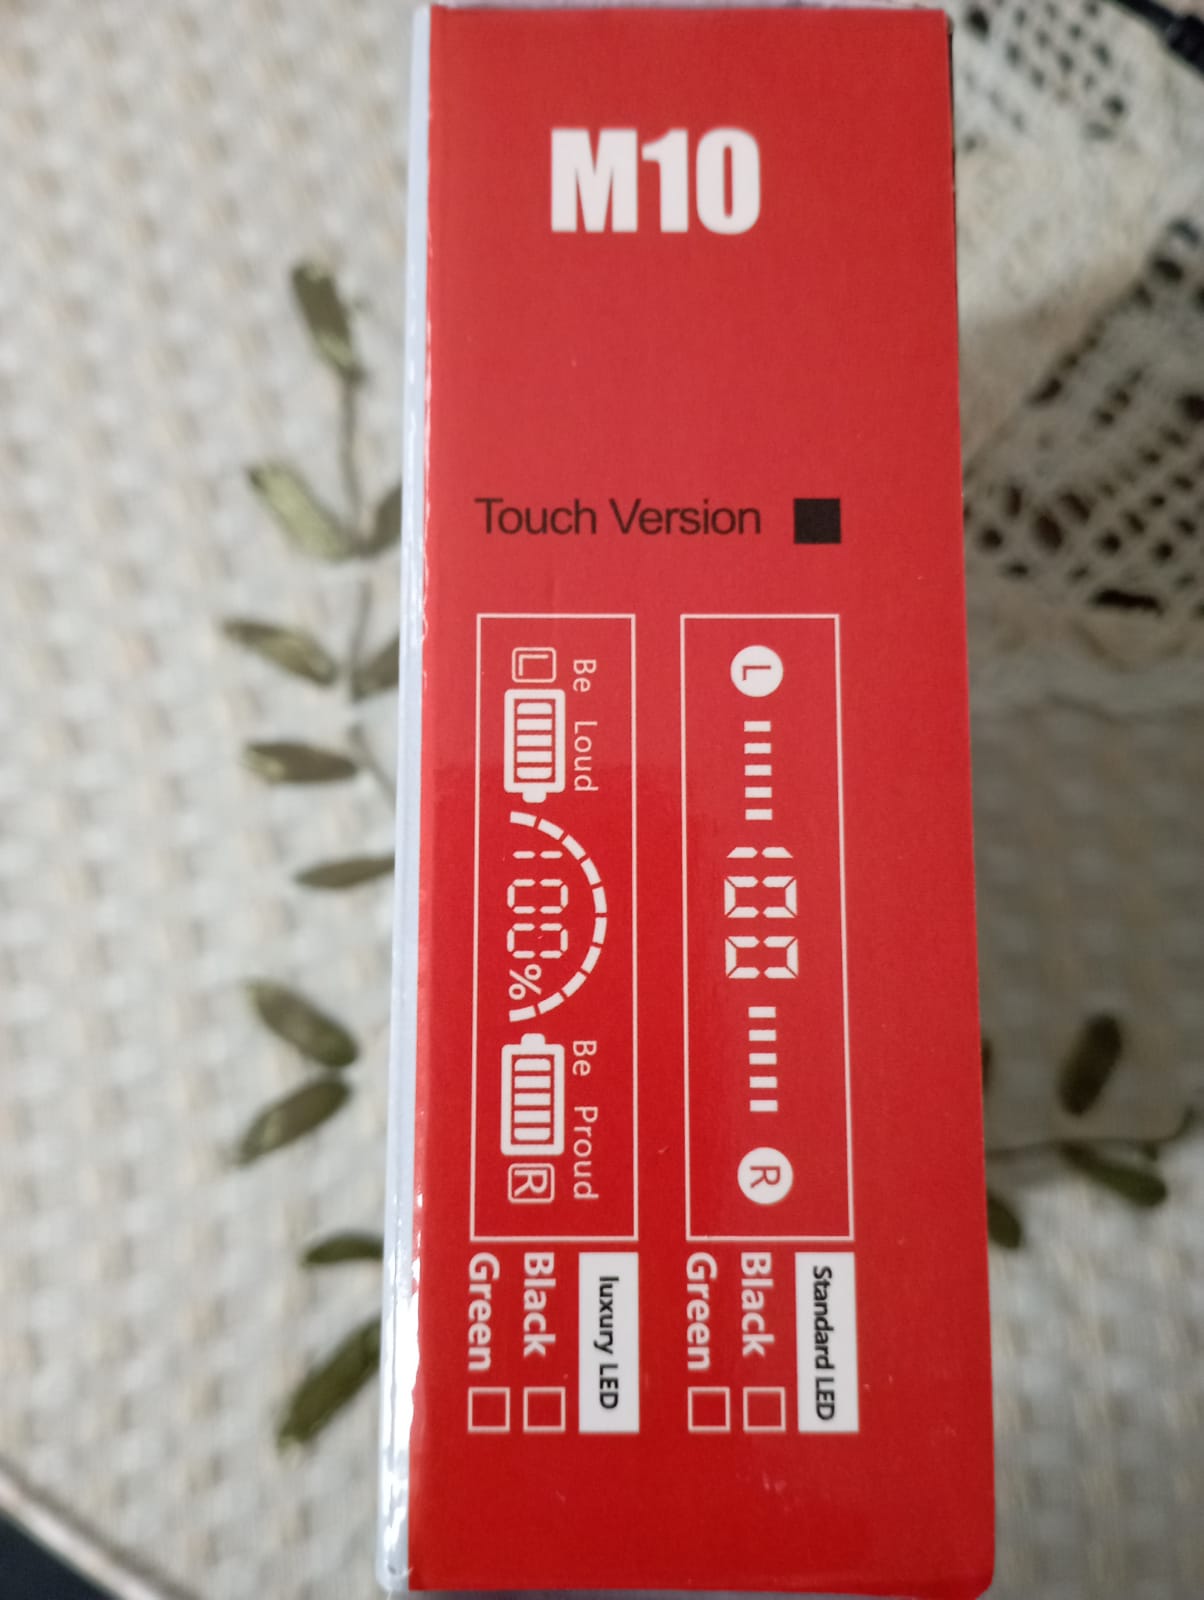 M10
Touch Version
L 100 R
Standard LED
Black
Green
Be Loud Be Proud
L 100% R
luxury LED
Black
Green